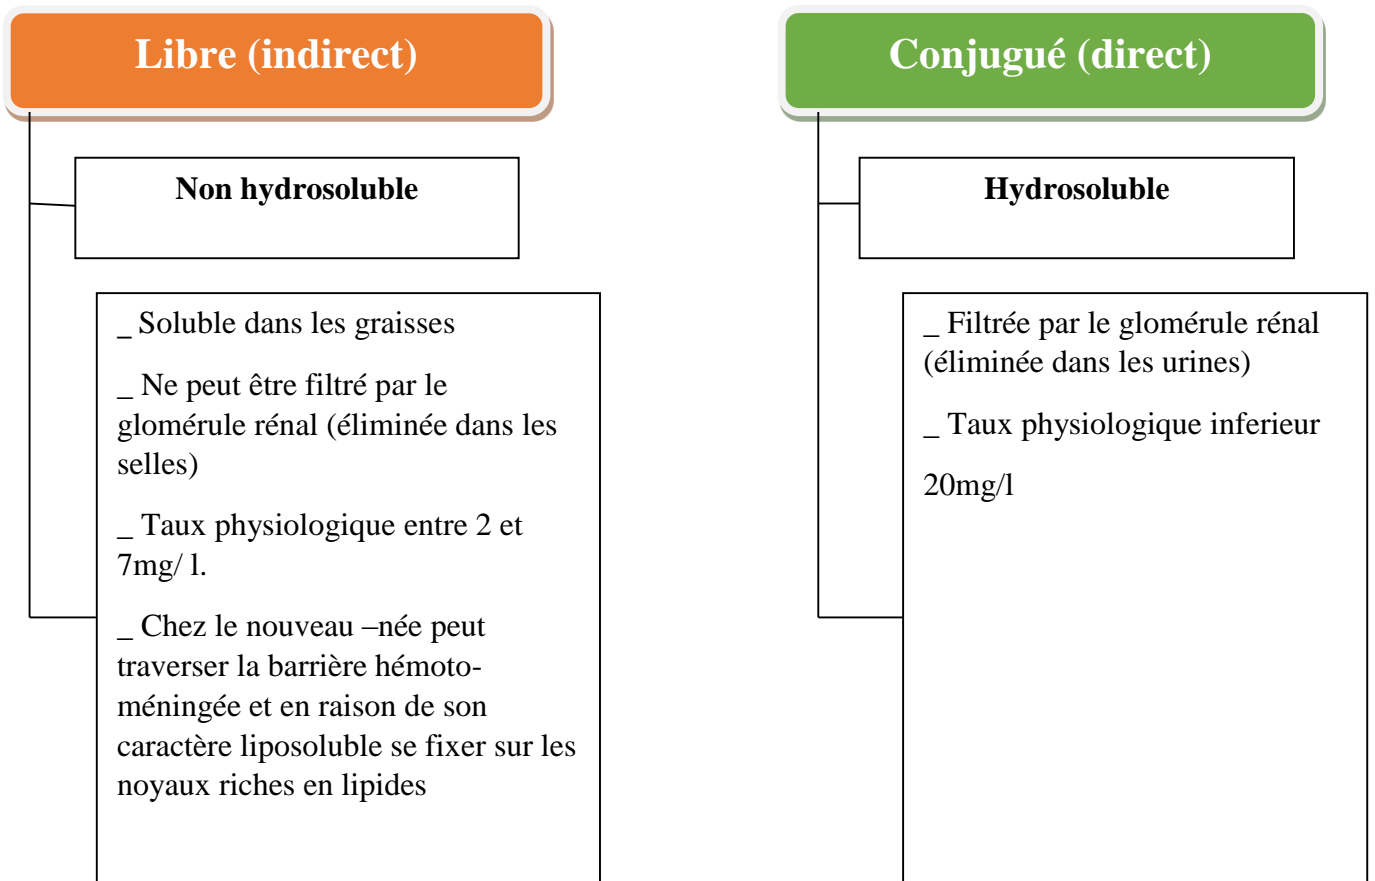 Libre (indirect)
Non hydrosoluble
_ Soluble dans les graisses
_ Ne peut être filtré par le
glomérule rénal (éliminée dans les
selles)
_ Taux physiologique entre 2 et
7mg/ l.
_ Chez le nouveau –née peut
traverser la barrière hémoto-
méningée et en raison de son
caractère liposoluble se fixer sur les
noyaux riches en lipides
Conjugué (direct)
Hydrosoluble
_ Filtrée par le glomérule rénal
(éliminée dans les urines)
_ Taux physiologique inferieur
20mg/l